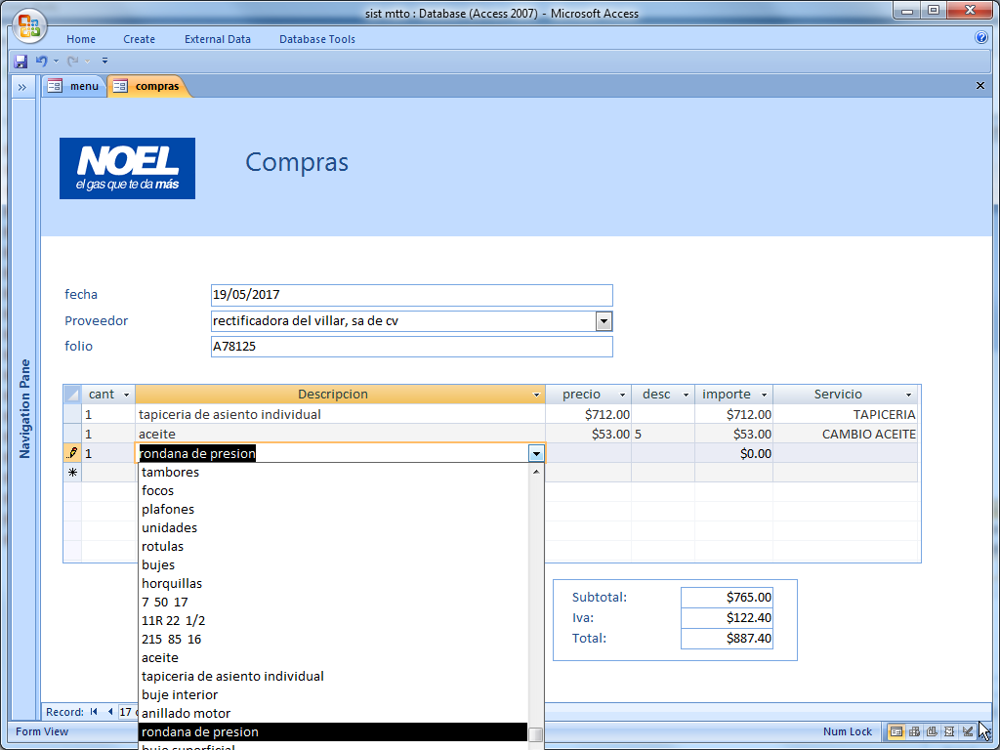 sist mtto : Database (Access 2007) - Microsoft Access
Home Create External Data Database Tools
menu compras
NOEL
el gas que te da más
Compras
Navigation Pane
fecha 19/05/2017
Proveedor rectificadora del villar, sa de cv
folio A78125
cant Descripcion precio desc importe Servicio
1 tapiceria de asiento individual $712.00 $712.00 TAPICERIA
1 aceite $53.00 5 $53.00 CAMBIO ACEITE
1 rondana de presion $0.00
tambores
focos
plafones
unidades
rotulas
bujes
horquillas
7 50 17
11R 22 1/2
215 85 16
aceite
tapiceria de asiento individual
buje interior
anillado motor
rondana de presion
buje superficial
Subtotal: $765.00
Iva: $122.40
Total: $887.40
Record: 17
Form View Num Lock